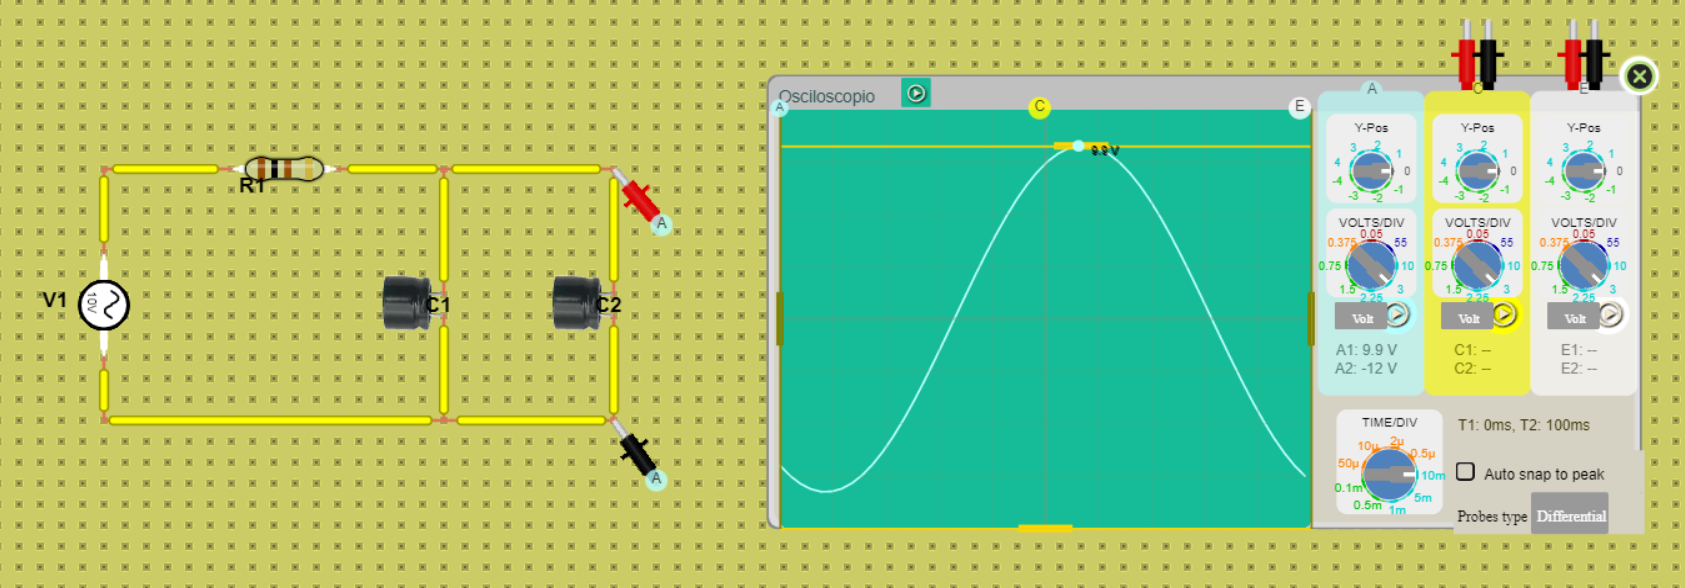 R1
V1
10V
C1
C2
A
A
Osciloscopio
A
C
E
9.9 V
A
Y-Pos
4
3
2
1
0
-1
-2
-3
-4
VOLTS/DIV
0.05
0.375
55
0.75
10
1.5
2.25
3
Volt
A1: 9.9 V
A2: -12 V
C
Y-Pos
4
3
2
1
0
-1
-2
-3
-4
VOLTS/DIV
0.05
0.375
55
0.75
10
1.5
2.25
3
Volt
C1: --
C2: --
E
Y-Pos
4
3
2
1
0
-1
-2
-3
-4
VOLTS/DIV
0.05
0.375
55
0.75
10
1.5
2.25
3
Volt
E1: --
E2: --
TIME/DIV
2µ
10µ
0.5µ
50µ
10m
0.1m
5m
0.5m
1m
T1: 0ms, T2: 100ms
Auto snap to peak
Probes type Differential